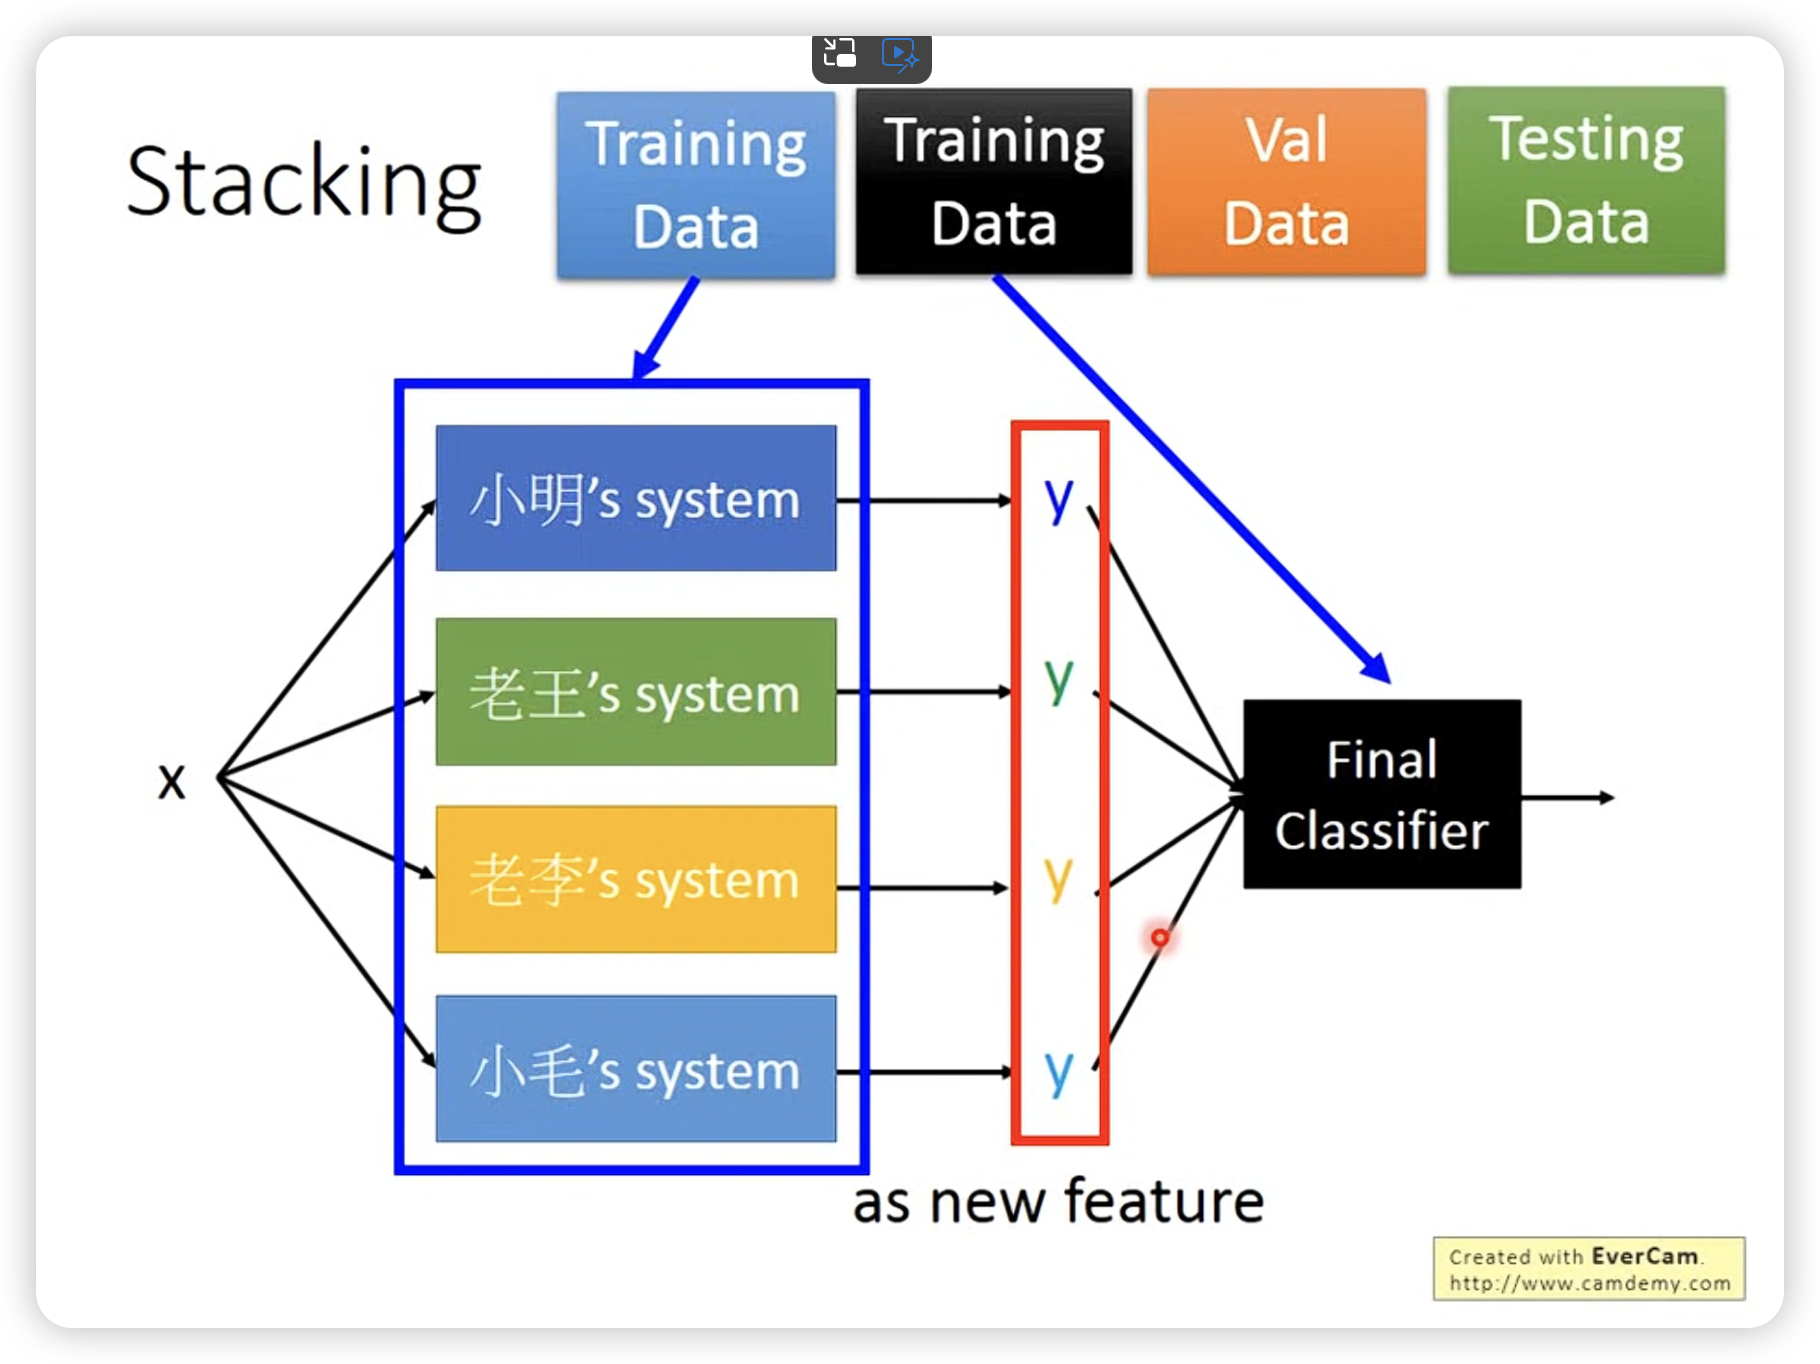 Stacking
Training
Data
Training
Data
Val
Data
Testing
Data
小明's system
老王's system
老李's system
小毛's system
x
y
y
y
y
Final
Classifier
as new feature
Created with EverCam.
http://www.camdemy.com